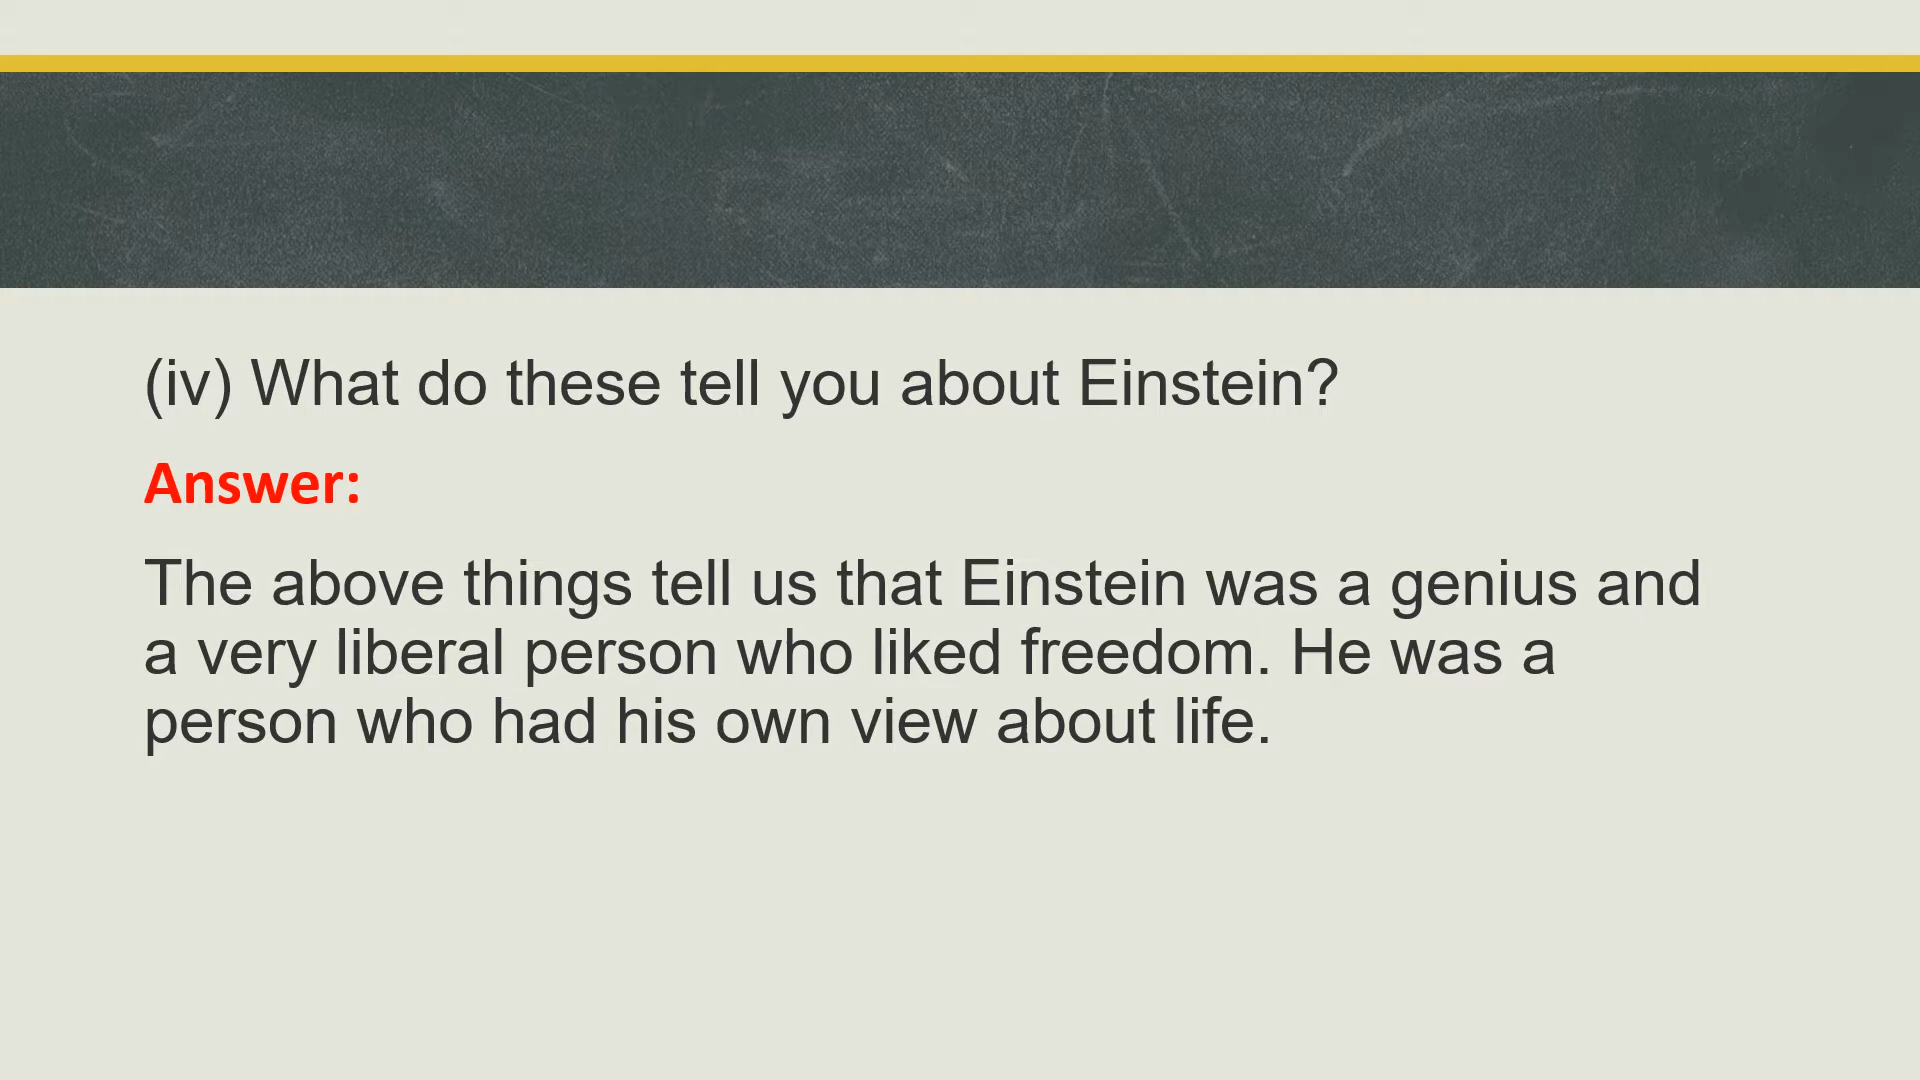 (iv) What do these tell you about Einstein?
Answer:
The above things tell us that Einstein was a genius and
a very liberal person who liked freedom. He was a
person who had his own view about life.